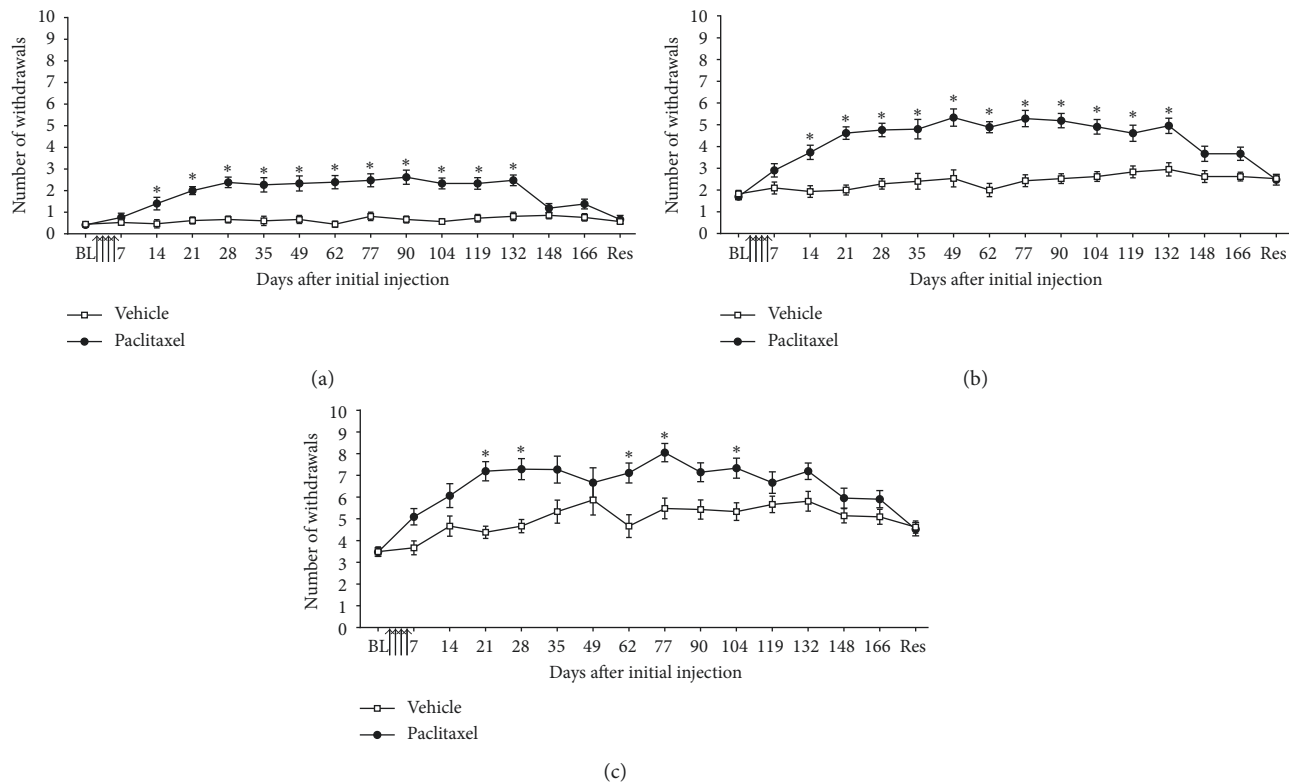 Number of withdrawals
10
9
8
7
6
5
4
3
2
1
0
* * * * * * * * * * *
BL 7 14 21 28 35 49 62 77 90 104 119 132 148 166 Res
Days after initial injection
Vehicle
Paclitaxel
(a)
Number of withdrawals
10
9
8
7
6
5
4
3
2
1
0
* * * * * * * * * * *
BL 7 14 21 28 35 49 62 77 90 104 119 132 148 166 Res
Days after initial injection
Vehicle
Paclitaxel
(b)
Number of withdrawals
10
9
8
7
6
5
4
3
2
1
0
* * * * *
BL 7 14 21 28 35 49 62 77 90 104 119 132 148 166 Res
Days after initial injection
Vehicle
Paclitaxel
(c)